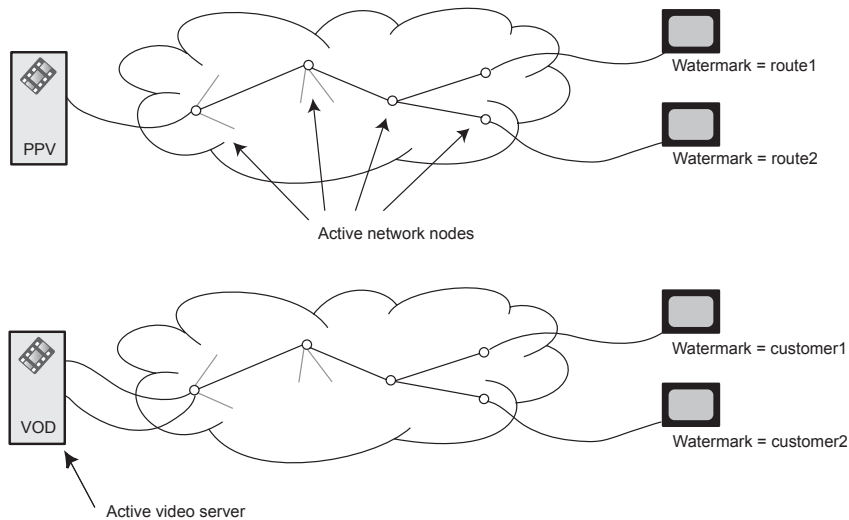 PPV
Watermark = route1
Watermark = route2
Active network nodes
VOD
Watermark = customer1
Watermark = customer2
Active video server